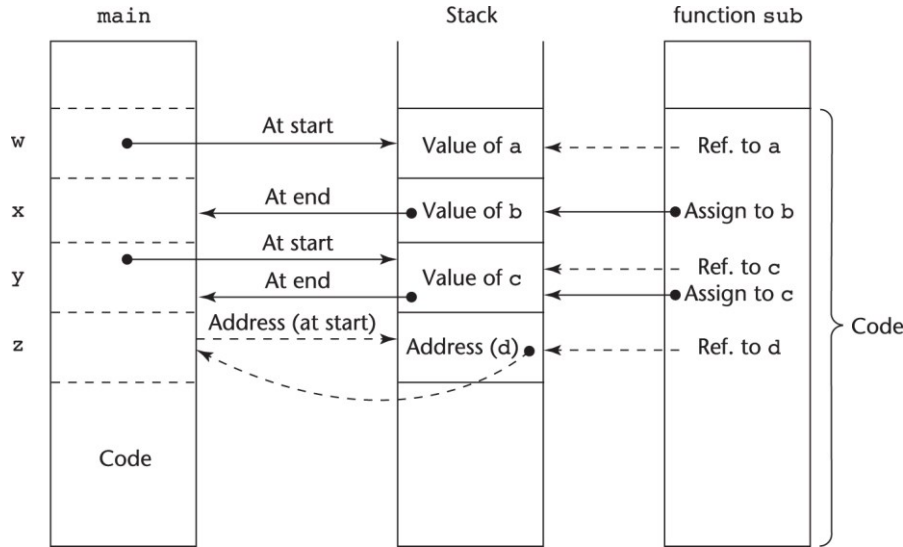 main Stack function sub
w At start Value of a Ref. to a
x At end Value of b Assign to b
y At start Value of c Ref. to c
At end Assign to c
z Address (at start) Address (d) Ref. to d
Code
Code